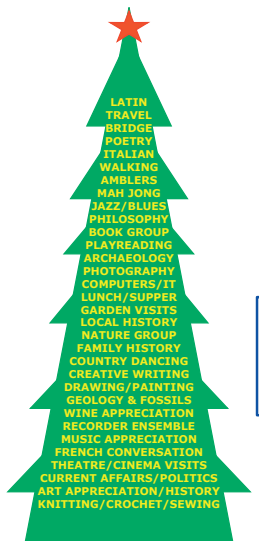 LATIN
TRAVEL
BRIDGE
POETRY
ITALIAN
WALKING
AMBLERS
MAH JONG
JAZZ/BLUES
PHILOSOPHY
BOOK GROUP
PLAYREADING
ARCHAEOLOGY
PHOTOGRAPHY
COMPUTERS/IT
LUNCH/SUPPER
GARDEN VISITS
LOCAL HISTORY
NATURE GROUP
FAMILY HISTORY
COUNTRY DANCING
CREATIVE WRITING
DRAWING/PAINTING
GEOLOGY & FOSSILS
WINE APPRECIATION
RECORDER ENSEMBLE
MUSIC APPRECIATION
FRENCH CONVERSATION
THEATRE/CINEMA VISITS
CURRENT AFFAIRS/POLITICS
ART APPRECIATION/HISTORY
KNITTING/CROCHET/SEWING